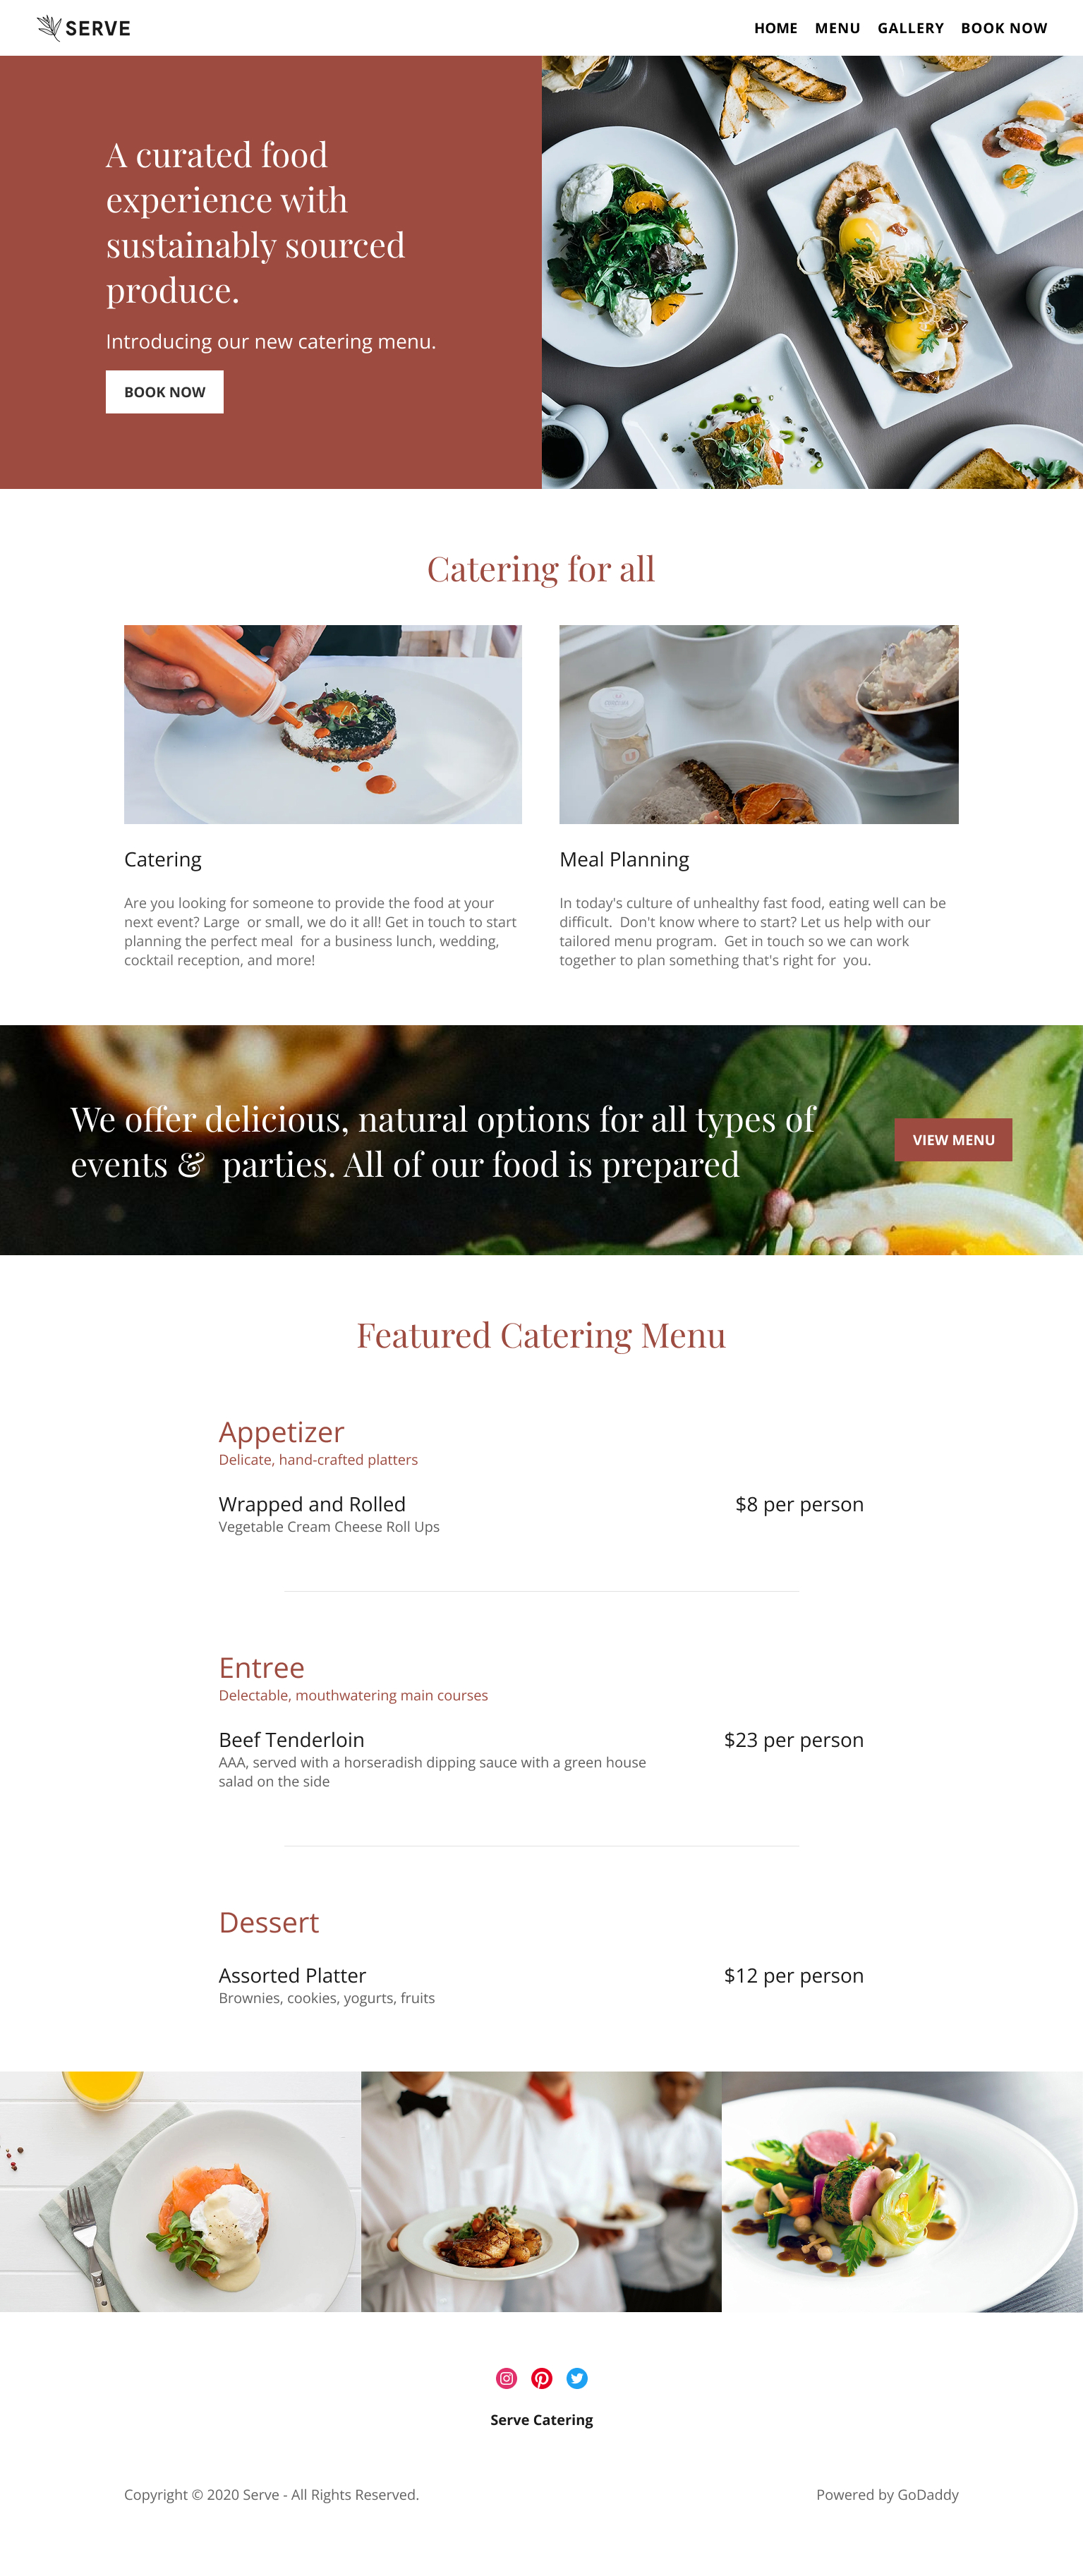 SERVE
HOME MENU GALLERY BOOK NOW
A curated food
experience with
sustainably sourced
produce.
Introducing our new catering menu.
BOOK NOW
Catering for all
Catering
Are you looking for someone to provide the food at your
next event? Large  or small, we do it all! Get in touch to start
planning the perfect meal  for a business lunch, wedding,
cocktail reception, and more!
Meal Planning
In today's culture of unhealthy fast food, eating well can be
difficult.  Don't know where to start? Let us help with our
tailored menu program.  Get in touch so we can work
together to plan something that's right for  you.
We offer delicious, natural options for all types of
events &  parties. All of our food is prepared
VIEW MENU
Featured Catering Menu
Appetizer
Delicate, hand-crafted platters
Wrapped and Rolled $8 per person
Vegetable Cream Cheese Roll Ups
Entree
Delectable, mouthwatering main courses
Beef Tenderloin $23 per person
AAA, served with a horseradish dipping sauce with a green house
salad on the side
Dessert
Assorted Platter $12 per person
Brownies, cookies, yogurts, fruits
Serve Catering
Copyright © 2020 Serve - All Rights Reserved. Powered by GoDaddy